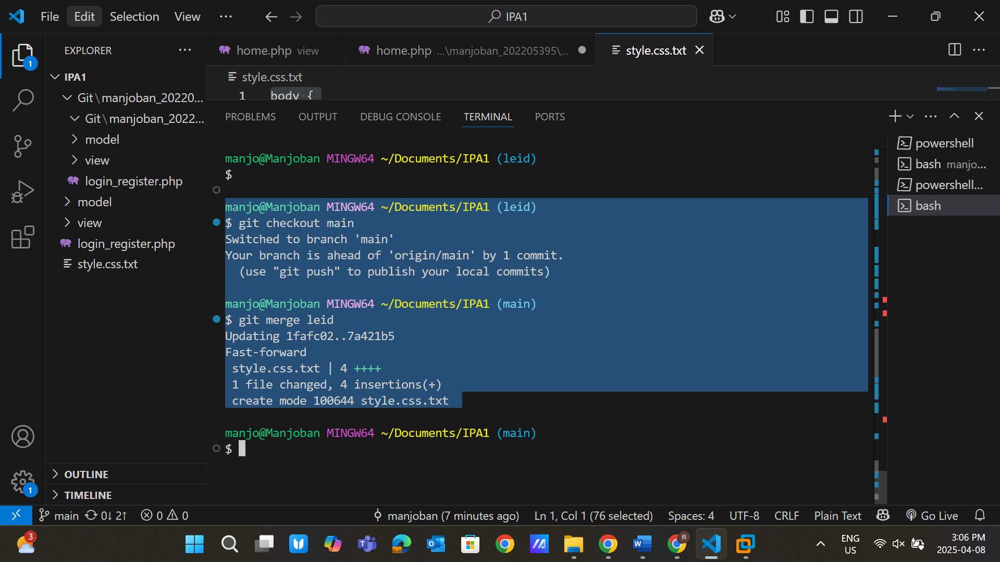 File Edit Selection View ··· IPA1
EXPLORER ···
home.php view
home.php ...\manjoban_202205395\...
style.css.txt
1
IPA1
Git\manjoban_20220...
Git\manjoban_2022...
model
view
login_register.php
model
view
login_register.php
style.css.txt
OUTLINE
TIMELINE
1
style.css.txt
1 body {
PROBLEMS OUTPUT DEBUG CONSOLE TERMINAL PORTS
manjo@Manjoban MINGW64 ~/Documents/IPA1 (leid)
$
manjo@Manjoban MINGW64 ~/Documents/IPA1 (leid)
$ git checkout main
Switched to branch 'main'
Your branch is ahead of 'origin/main' by 1 commit.
(use "git push" to publish your local commits)
manjo@Manjoban MINGW64 ~/Documents/IPA1 (main)
$ git merge leid
Updating 1fafc02..7a421b5
Fast-forward
style.css.txt | 4 ++++
1 file changed, 4 insertions(+)
create mode 100644 style.css.txt
manjo@Manjoban MINGW64 ~/Documents/IPA1 (main)
$
powershell
bash manjo...
powershell...
bash
main 0↓ 2↑ 0 0 manjoban (7 minutes ago) Ln 1, Col 1 (76 selected) Spaces: 4 UTF-8 CRLF Plain Text Go Live
3
R
ENG
US
3:06 PM
2025-04-08